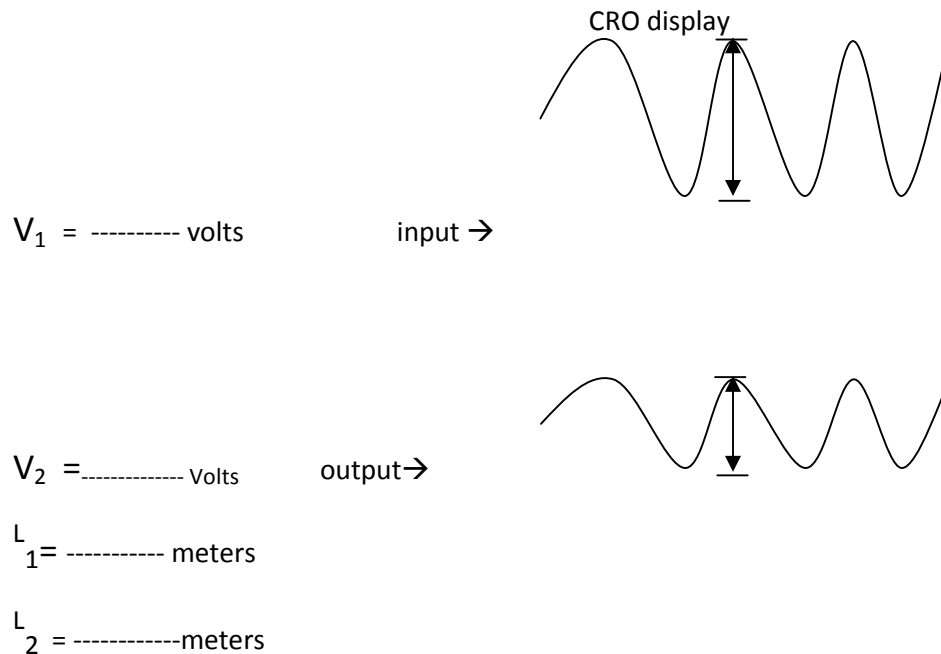 CRO display
V1 = ---------- volts input →
V2 =-------------- Volts output→
L1= ----------- meters
L2 = ------------meters